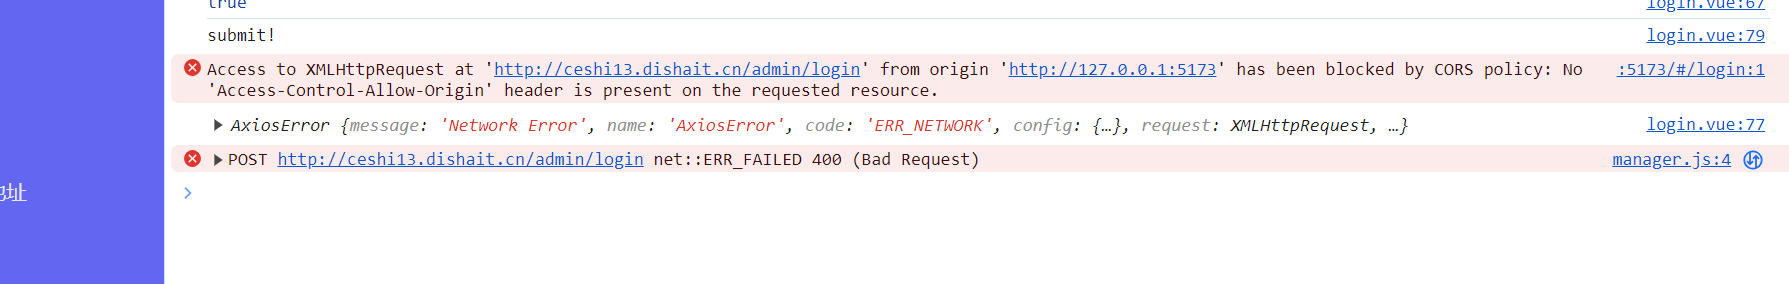 true login.vue:67
submit! login.vue:79
Access to XMLHttpRequest at 'http://ceshi13.dishait.cn/admin/login' from origin 'http://127.0.0.1:5173' has been blocked by CORS policy: No :5173/#/login:1
'Access-Control-Allow-Origin' header is present on the requested resource.
AxiosError {message: 'Network Error', name: 'AxiosError', code: 'ERR_NETWORK', config: {…}, request: XMLHttpRequest, …} login.vue:77
POST http://ceshi13.dishait.cn/admin/login net::ERR_FAILED 400 (Bad Request) manager.js:4
址